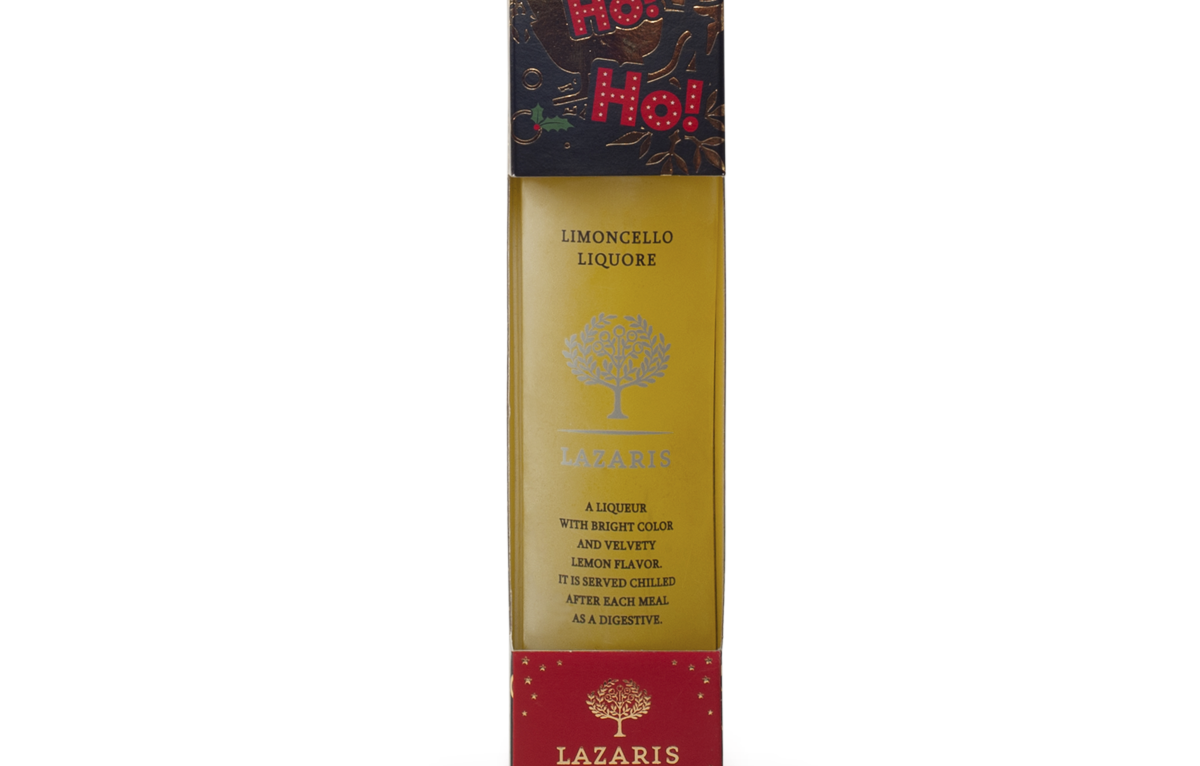 Ho!
Ho!
LIMONCELLO
LIQUORE
LAZARIS
A LIQUEUR
WITH BRIGHT COLOR
AND VELVETY
LEMON FLAVOR.
IT IS SERVED CHILLED
AFTER EACH MEAL
AS A DIGESTIVE.
LAZARIS